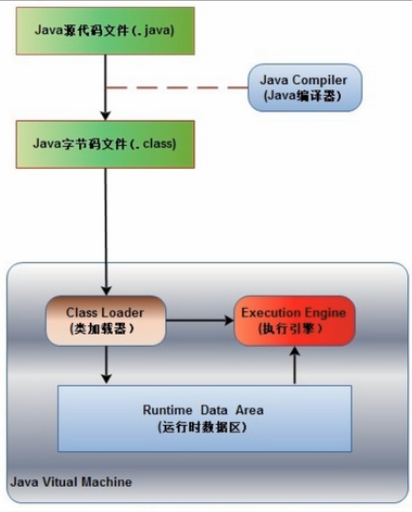 Java源代码文件(.java)
Java Compiler
(Java编译器)
Java字节码文件(.class)
Class Loader
(类加载器)
Execution Engine
(执行引擎)
Runtime Data Area
(运行时数据区)
Java Vitual Machine